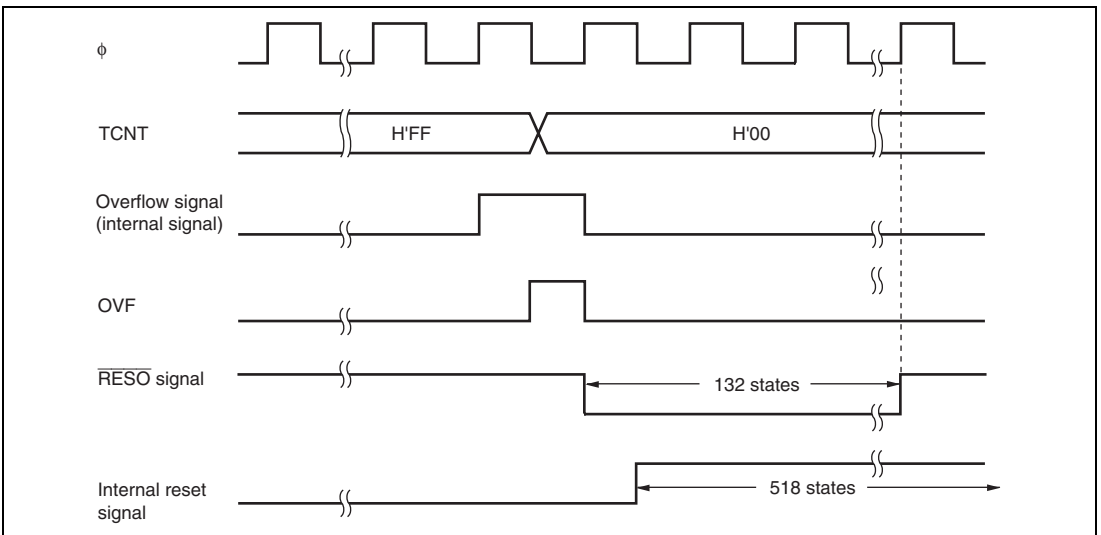 ϕ
TCNT
H'FF
H'00
Overflow signal
(internal signal)
OVF
RESO signal
132 states
Internal reset
signal
518 states